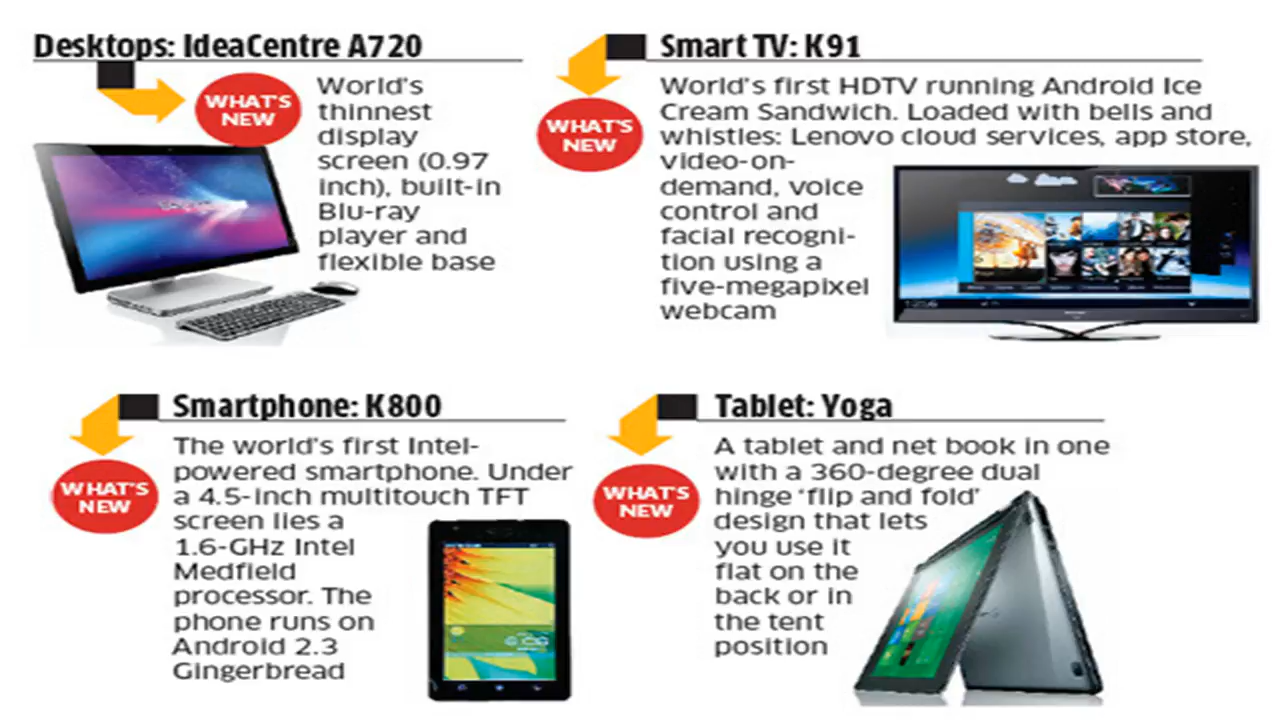 Desktops: IdeaCentre A720
WHAT'S
NEW
World's
thinnest
display
screen (0.97
inch), built-in
Blu-ray
player and
flexible base
Smart TV: K91
WHAT'S
NEW
World's first HDTV running Android Ice
Cream Sandwich. Loaded with bells and
whistles: Lenovo cloud services, app store,
video-on-
demand, voice
control and
facial recogni-
tion using a
five-megapixel
webcam
Smartphone: K800
WHAT'S
NEW
The world's first Intel-
powered smartphone. Under
a 4.5-inch multitouch TFT
screen lies a
1.6-GHz Intel
Medfield
processor. The
phone runs on
Android 2.3
Gingerbread
Tablet: Yoga
WHAT'S
NEW
A tablet and net book in one
with a 360-degree dual
hinge 'flip and fold'
design that lets
you use it
flat on the
back or in
the tent
position